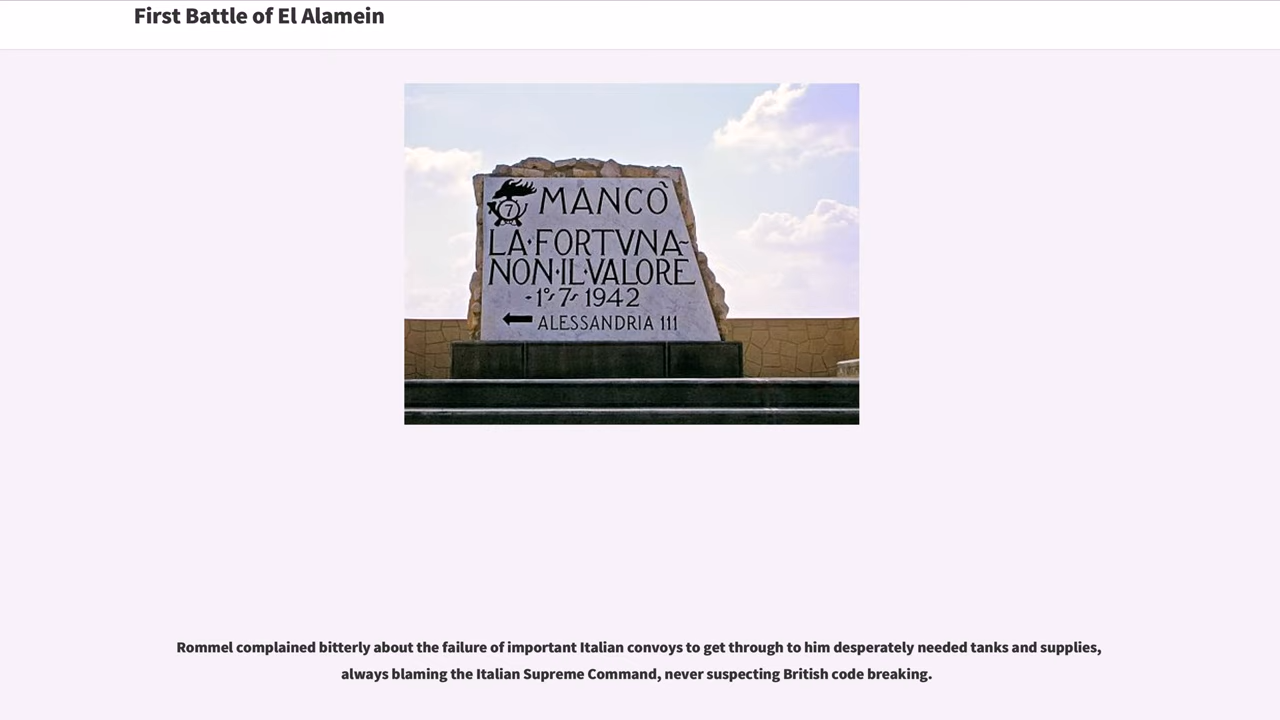 First Battle of El Alamein
7 MANCÒ
LA·FORTVNA-
NON·IL·VALORE
-1°-7-1942
ALESSANDRIA 111
Rommel complained bitterly about the failure of important Italian convoys to get through to him desperately needed tanks and supplies,
always blaming the Italian Supreme Command, never suspecting British code breaking.